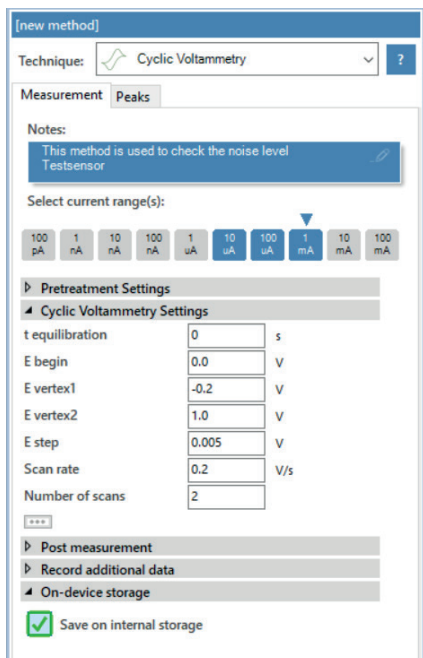 [new method]
Technique: Cyclic Voltammetry ?
Measurement Peaks
Notes:
This method is used to check the noise level
Testsensor
Select current range(s):
100 pA 1 nA 10 nA 100 nA 1 uA 10 uA 100 uA 1 mA 10 mA 100 mA
Pretreatment Settings
Cyclic Voltammetry Settings
t equilibration 0 s
E begin 0.0 V
E vertex1 -0.2 V
E vertex2 1.0 V
E step 0.005 V
Scan rate 0.2 V/s
Number of scans 2
Post measurement
Record additional data
On-device storage
Save on internal storage